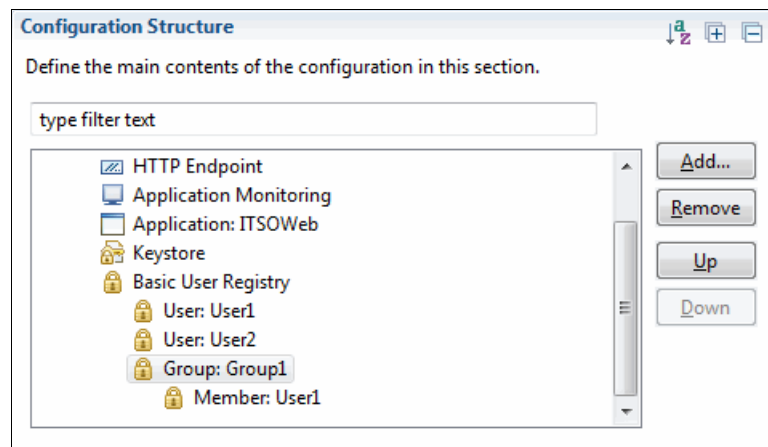 Configuration Structure
a
z
Define the main contents of the configuration in this section.
type filter text
HTTP Endpoint
Application Monitoring
Application: ITSOWeb
Keystore
Basic User Registry
User: User1
User: User2
Group: Group1
Member: User1
Add...
Remove
Up
Down